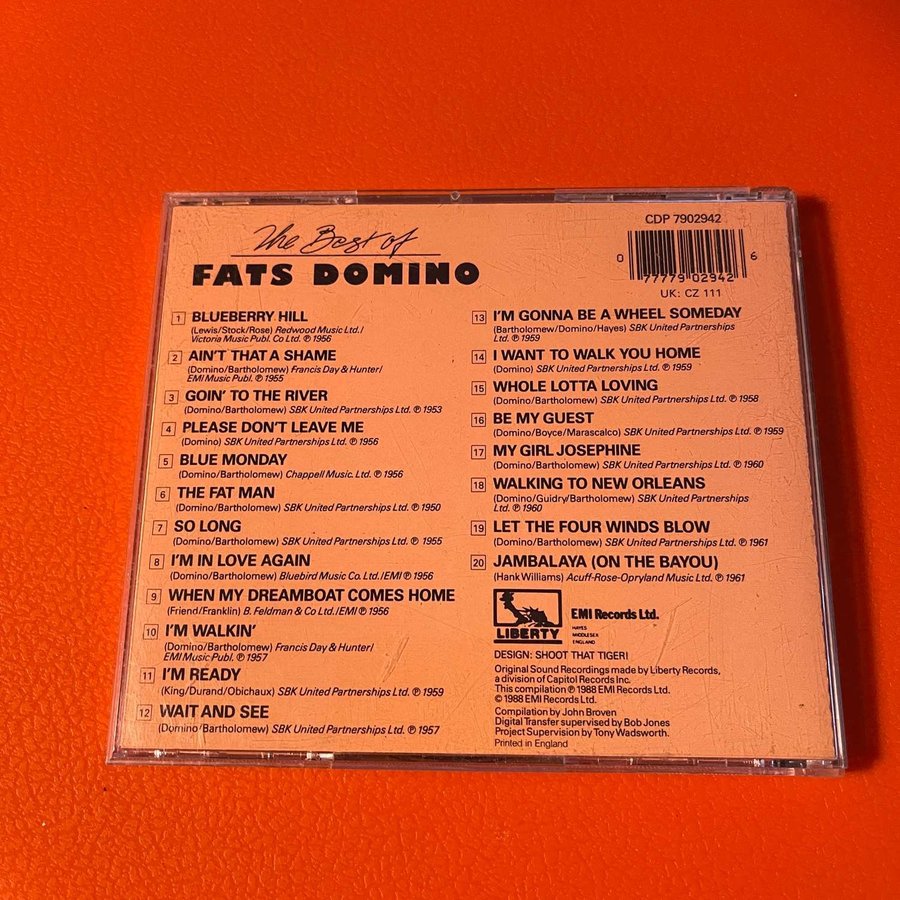 The Best of
FATS DOMINO
CDP 7902942
0 77779 02942 6
UK: CZ 111
1 BLUEBERRY HILL
(Lewis/Stock/Rose) Redwood Music Ltd./
Victoria Music Publ. Co Ltd. ℗ 1956
2 AIN'T THAT A SHAME
(Domino/Bartholomew) Francis Day & Hunter/
EMI Music Publ. ℗ 1955
3 GOIN' TO THE RIVER
(Domino/Bartholomew) SBK United Partnerships Ltd. ℗ 1953
4 PLEASE DON'T LEAVE ME
(Domino) SBK United Partnerships Ltd. ℗ 1956
5 BLUE MONDAY
(Domino/Bartholomew) Chappell Music. Ltd. ℗ 1956
6 THE FAT MAN
(Domino/Bartholomew) SBK United Partnerships Ltd. ℗ 1950
7 SO LONG
(Domino/Bartholomew) SBK United Partnerships Ltd. ℗ 1955
8 I'M IN LOVE AGAIN
(Domino/Bartholomew) Bluebird Music Co. Ltd./EMI ℗ 1956
9 WHEN MY DREAMBOAT COMES HOME
(Friend/Franklin) B. Feldman & Co Ltd./EMI ℗ 1956
10 I'M WALKIN'
(Domino/Bartholomew) Francis Day & Hunter/
EMI Music Publ. ℗ 1957
11 I'M READY
(King/Durand/Obichaux) SBK United Partnerships Ltd. ℗ 1959
12 WAIT AND SEE
(Domino/Bartholomew) SBK United Partnerships Ltd. ℗ 1957
13 I'M GONNA BE A WHEEL SOMEDAY
(Bartholomew/Domino/Hayes) SBK United Partnerships
Ltd. ℗ 1959
14 I WANT TO WALK YOU HOME
(Domino) SBK United Partnerships Ltd. ℗ 1959
15 WHOLE LOTTA LOVING
(Domino/Bartholomew) SBK United Partnerships Ltd. ℗ 1958
16 BE MY GUEST
(Domino/Boyce/Marascalco) SBK United Partnerships Ltd. ℗ 1959
17 MY GIRL JOSEPHINE
(Domino/Bartholomew) SBK United Partnerships Ltd. ℗ 1960
18 WALKING TO NEW ORLEANS
(Domino/Guidry/Bartholomew) SBK United Partnerships
Ltd. ℗ 1960
19 LET THE FOUR WINDS BLOW
(Domino/Bartholomew) SBK United Partnerships Ltd. ℗ 1961
20 JAMBALAYA (ON THE BAYOU)
(Hank Williams) Acuff-Rose-Opryland Music Ltd. ℗ 1961
LIBERTY
EMI Records Ltd.
HAYES
MIDDLESEX
ENGLAND
DESIGN: SHOOT THAT TIGER!
Original Sound Recordings made by Liberty Records,
a division of Capitol Records Inc.
This compilation ℗ 1988 EMI Records Ltd.
© 1988 EMI Records Ltd.
Compilation by John Broven
Digital Transfer supervised by Bob Jones
Project Supervision by Tony Wadsworth.
Printed in England